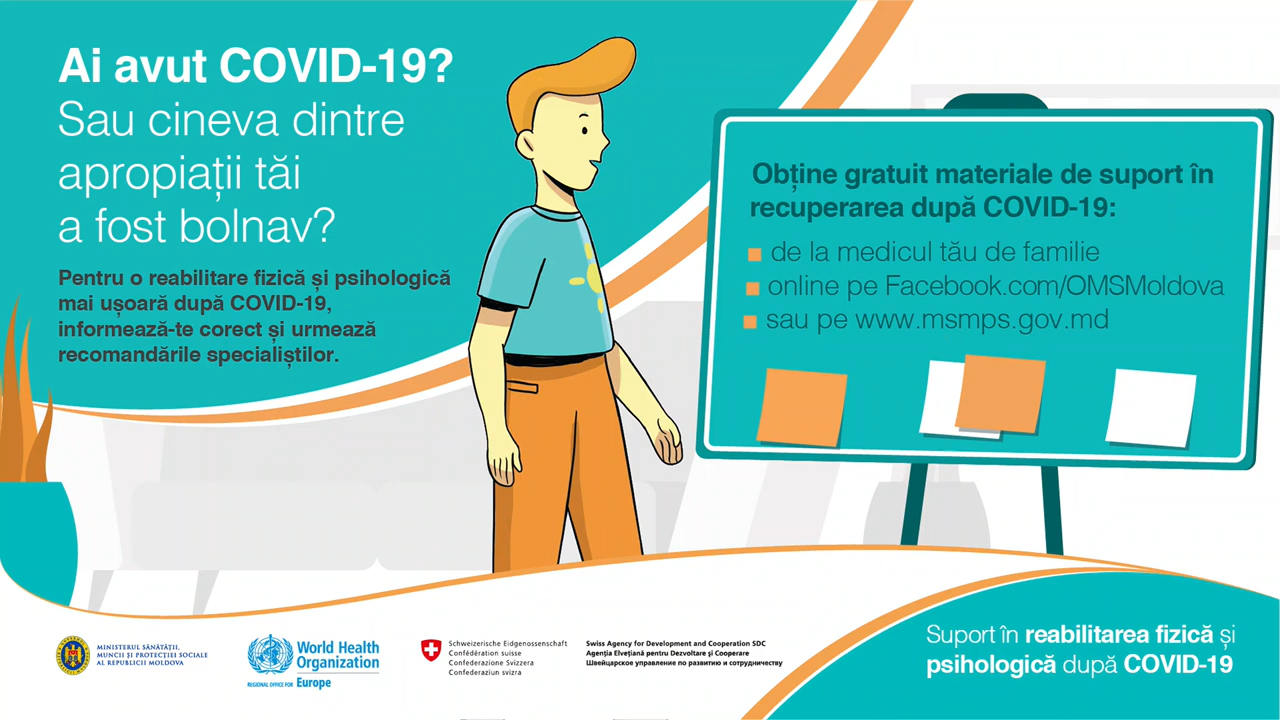 Ai avut COVID-19?
Sau cineva dintre
apropiații tăi
a fost bolnav?
Pentru o reabilitare fizică și psihologică
mai ușoară după COVID-19,
informează-te corect și urmează
recomandările specialiștilor.
Obține gratuit materiale de suport în
recuperarea după COVID-19:
de la medicul tău de familie
online pe Facebook.com/OMSMoldova
sau pe www.msmps.gov.md
MINISTERUL SĂNĂTĂȚII,
MUNCII ȘI PROTECȚIEI SOCIALE
AL REPUBLICII MOLDOVA
World Health
Organization
REGIONAL OFFICE FOR Europe
Schweizerische Eidgenossenschaft
Confédération suisse
Confederazione Svizzera
Confederaziun svizra
Swiss Agency for Development and Cooperation SDC
Agenția Elvețiană pentru Dezvoltare și Cooperare
Швейцарское управление по развитию и сотрудничеству
Suport în reabilitarea fizică și
psihologică după COVID-19